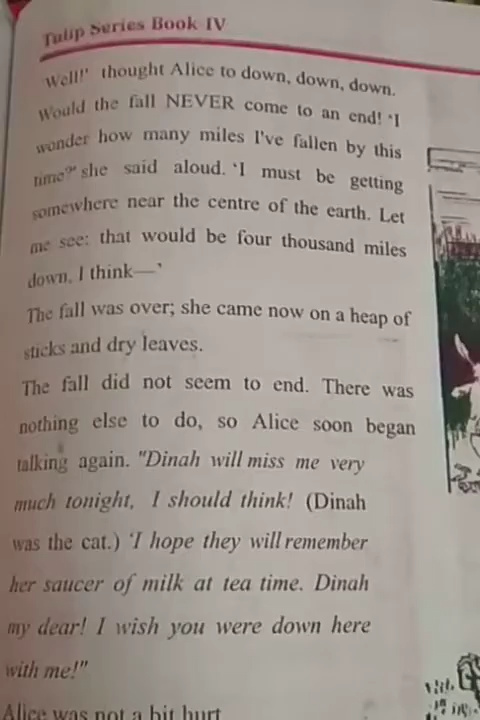 Tulip Series Book IV
Well!' thought Alice to down, down, down.
Would the fall NEVER come to an end! 'I
wonder how many miles I've fallen by this
time?" she said aloud. 'I must be getting
somewhere near the centre of the earth. Let
me see: that would be four thousand miles
down, I think—'
The fall was over; she came now on a heap of
sticks and dry leaves.
The fall did not seem to end. There was
nothing else to do, so Alice soon began
talking again. "Dinah will miss me very
much tonight, I should think! (Dinah
was the cat.) 'I hope they will remember
her saucer of milk at tea time. Dinah
my dear! I wish you were down here
with me!"
Alice was not a bit hurt